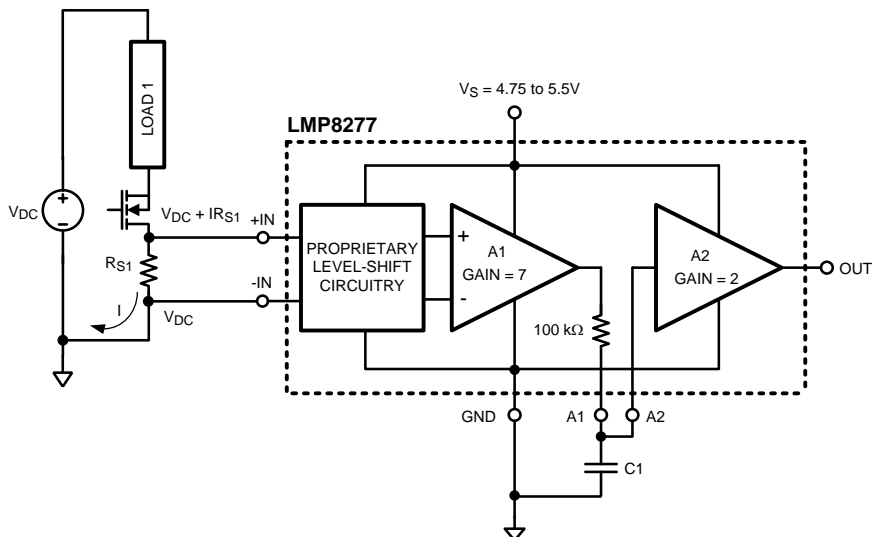 V_S = 4.75 to 5.5V
LMP8277
LOAD 1
+
-
V_DC
V_DC + IR_S1
+IN
R_S1
I
V_DC
-IN
PROPRIETARY
LEVEL-SHIFT
CIRCUITRY
+
-
A1
GAIN = 7
100 kΩ
A2
GAIN = 2
OUT
GND
A1
A2
C1